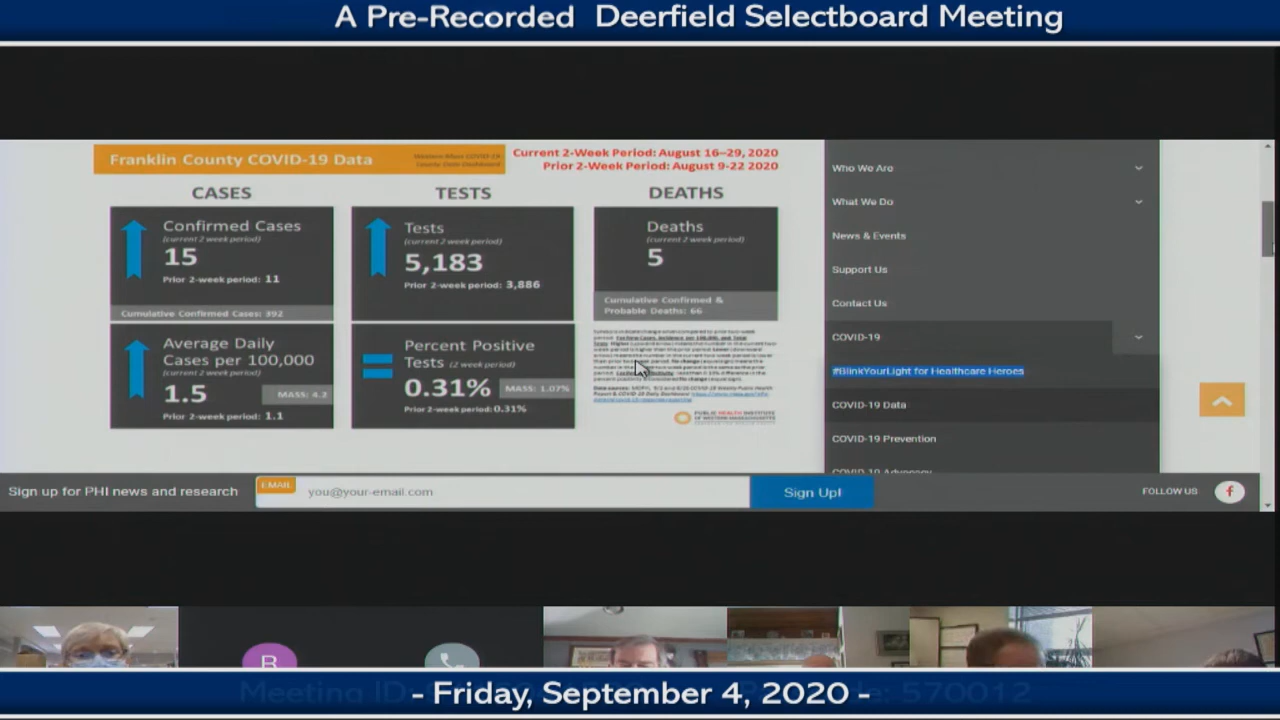 A Pre-Recorded Deerfield Selectboard Meeting
Franklin County COVID-19 Data
Current 2-Week Period: August 16–29, 2020
Prior 2-Week Period: August 9-22 2020
CASES
TESTS
DEATHS
Confirmed Cases
(current 2 week period)
15
Prior 2-week period: 11
Cumulative Confirmed Cases: 392
Tests
(current 2 week period)
5,183
Prior 2-week period: 3,886
Deaths
(current 2 week period)
5
Cumulative Confirmed &
Probable Deaths: 66
Average Daily
Cases per 100,000
(current 2 week period)
1.5
MASS: 4.2
Prior 2-week period: 1.1
Percent Positive
Tests (2 week period)
0.31%
MASS: 1.07%
Prior 2-week period: 0.31%
PUBLIC HEALTH INSTITUTE
OF WESTERN MASSACHUSETTS
Who We Are
What We Do
News & Events
Support Us
Contact Us
COVID-19
#BlinkYourLight for Healthcare Heroes
COVID-19 Data
COVID-19 Prevention
COVID-19 Advocacy
Sign up for PHI news and research
EMAIL
you@your-email.com
Sign Up!
FOLLOW US
f
R
Meeting ID
: 570012
- Friday, September 4, 2020 -